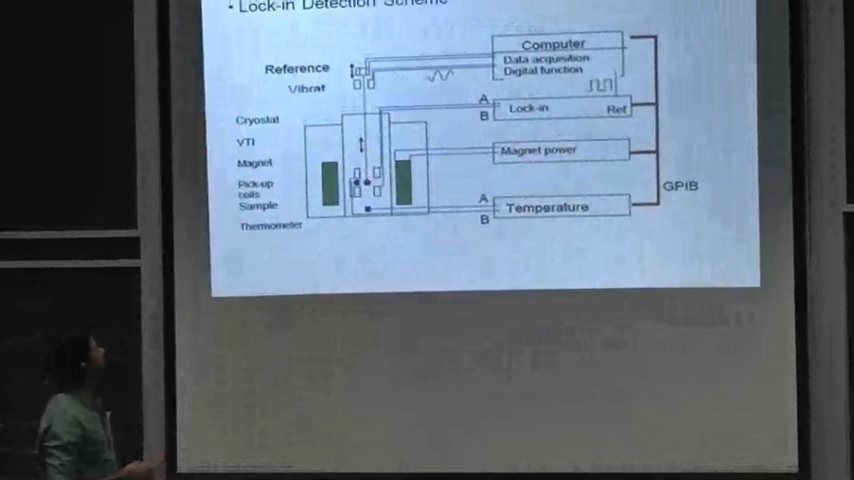 • Lock-in Detection Scheme
Computer
Data acquisition
Digital function
Reference
Vibrat
Cryostat
A
B
Lock-in
Ref
VTI
Magnet
Magnet power
Pick-up
coils
GPIB
Sample
A
B
Temperature
Thermometer